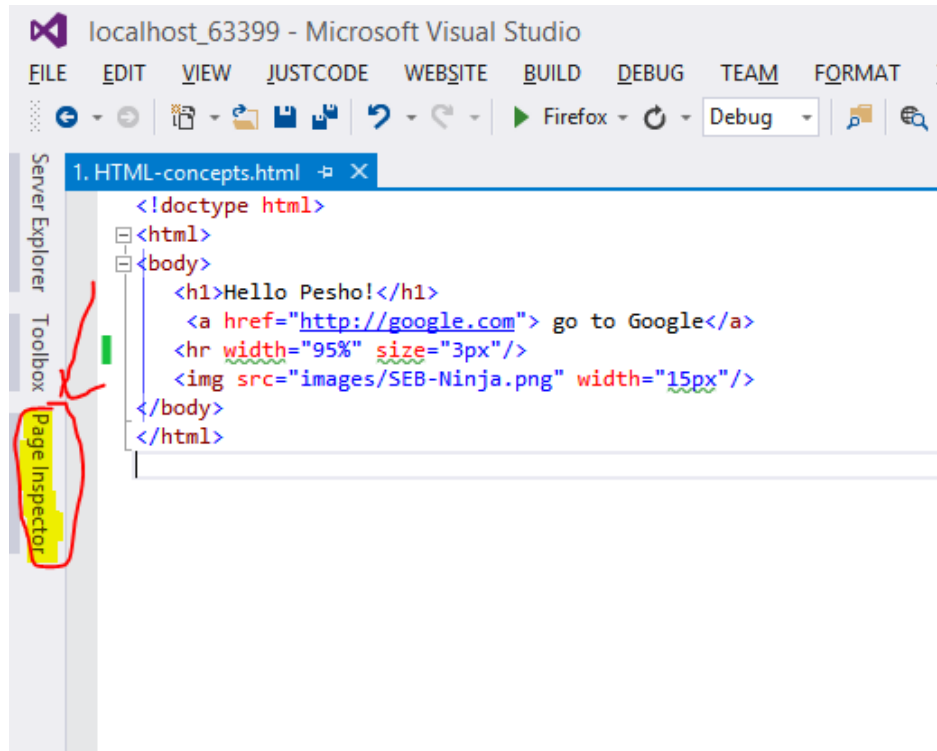 localhost_63399 - Microsoft Visual Studio
FILE EDIT VIEW JUSTCODE WEBSITE BUILD DEBUG TEAM FORMAT
Firefox Debug
Server Explorer
Toolbox
Page Inspector
1. HTML-concepts.html
<!doctype html>
<html>
<body>
<h1>Hello Pesho!</h1>
<a href="http://google.com"> go to Google</a>
<hr width="95%" size="3px"/>
<img src="images/SEB-Ninja.png" width="15px"/>
</body>
</html>